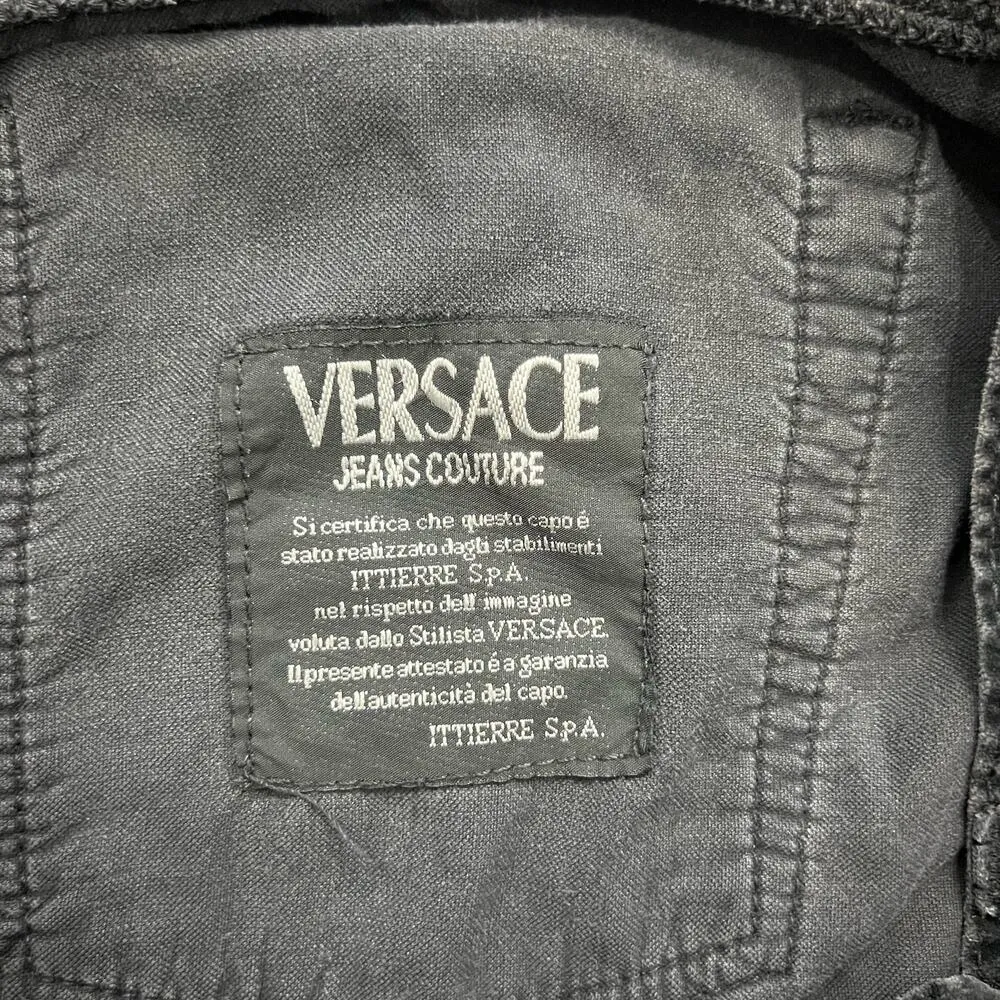 VERSACE
JEANS COUTURE
Si certifica che questo capo é
stato realizzato dagli stabilimenti
ITTIERRE S.p.A.
nel rispetto dell'immagine
voluta dallo Stilista VERSACE.
Il presente attestato é a garanzia
dell'autenticità del capo.
ITTIERRE S.p.A.